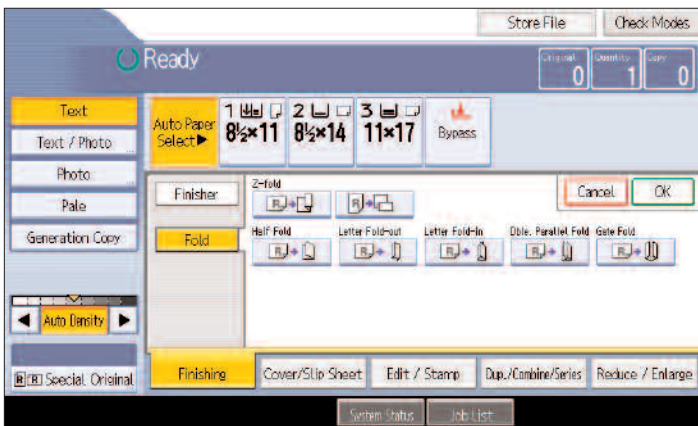 Store File
Check Modes
Ready
Original
0
Quantity
1
Copy
0
Text
Text / Photo
Photo
Pale
Generation Copy
Auto Density
R R Special Original
Auto Paper Select▶
1
8½×11
2
8½×14
3
11×17
Bypass
Finisher
Fold
Z-fold
R
R
Cancel
OK
Half Fold
R
Letter Fold-out
R
Letter Fold-in
R
Dble. Parallel Fold
R
Gate Fold
R
Finishing
Cover/Slip Sheet
Edit / Stamp
Dup./Combine/Series
Reduce / Enlarge
System Status
Job List